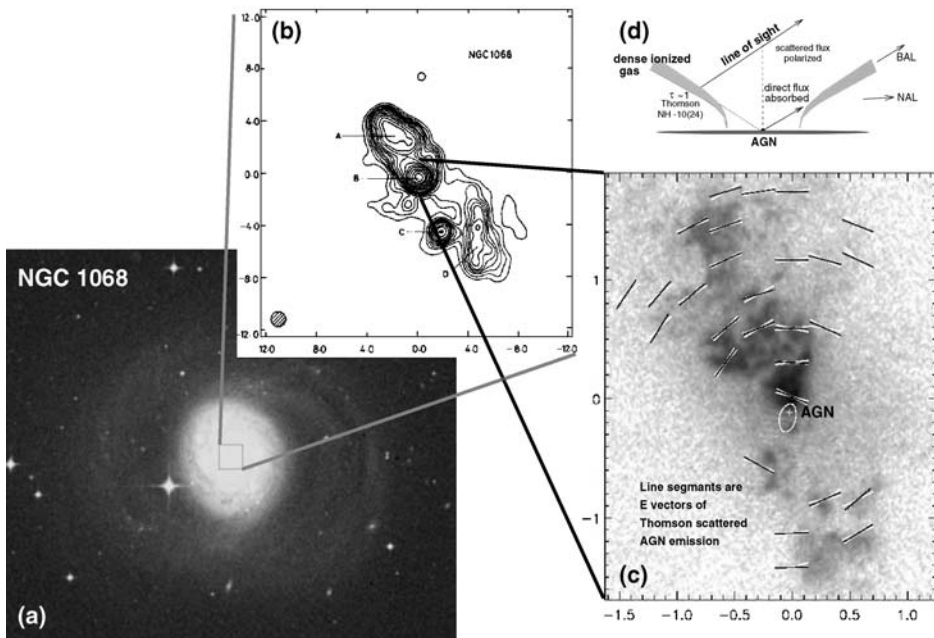 (b)
NGC1068
12.0
8.0
4.0
0.0
-4.0
-8.0
12.0
A
B
C
D
12.0
8.0
4.0
0.0
-4.0
-8.0
-12.0
(d)
line of sight
scattered flux
polarized
dense ionized
gas
τ ~1
Thomson
NH ~10(24)
direct flux
absorbed
BAL
NAL
AGN
NGC 1068
(a)
1
0
−1
AGN
Line segmants are
E vectors of
Thomson scattered
AGN emission
(c)
−1.5
−1.0
−0.5
0.0
0.5
1.0